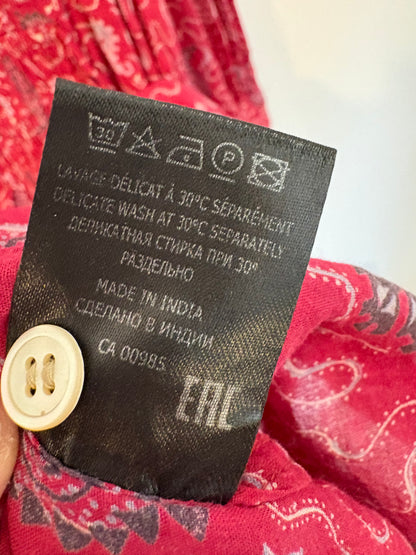 30 P
LAVAGE DÉLICAT À 30°C SÉPARÉMENT
DELICATE WASH AT 30°C SEPARATELY
ДЕЛИКАТНАЯ СТИРКА ПРИ 30°
РАЗДЕЛЬНО
MADE IN INDIA
СДЕЛАНО В ИНДИИ
CA 00985
EAC